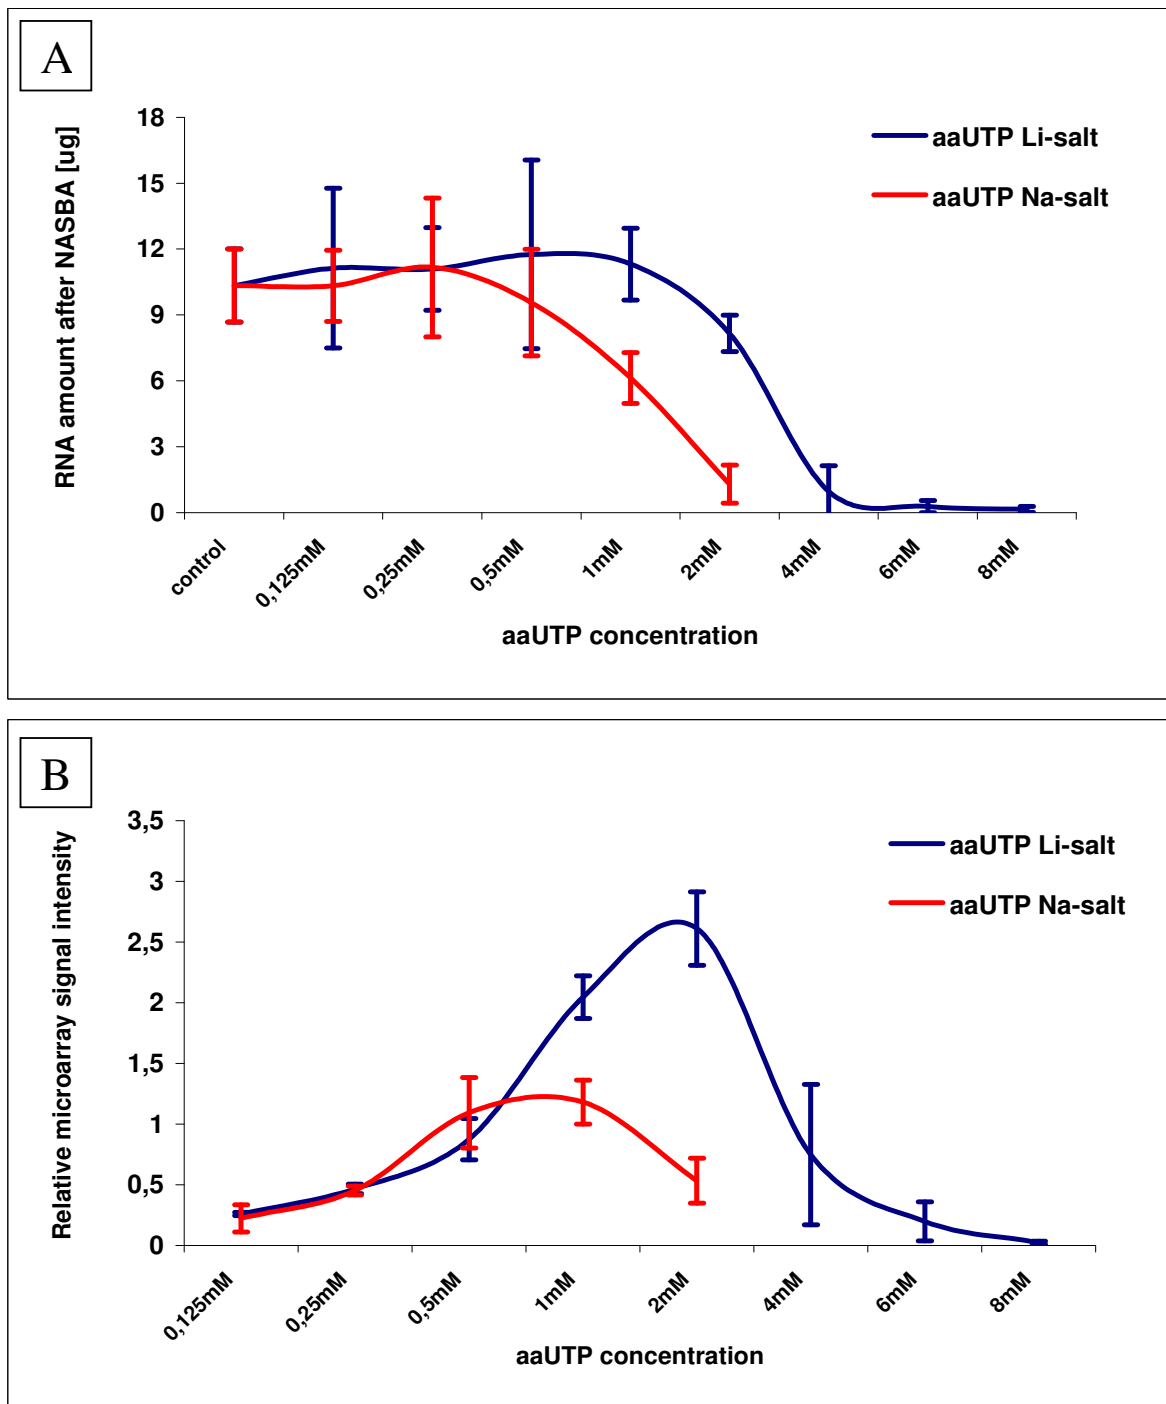 A
RNA amount after NASBA [ug]
18
15
12
9
6
3
0
aaUTP Li-salt
aaUTP Na-salt
control
0,125mM
0,25mM
0,5mM
1mM
2mM
4mM
6mM
8mM
aaUTP concentration
B
Relative microarray signal intensity
3,5
3
2,5
2
1,5
1
0,5
0
aaUTP Li-salt
aaUTP Na-salt
0,125mM
0,25mM
0,5mM
1mM
2mM
4mM
6mM
8mM
aaUTP concentration